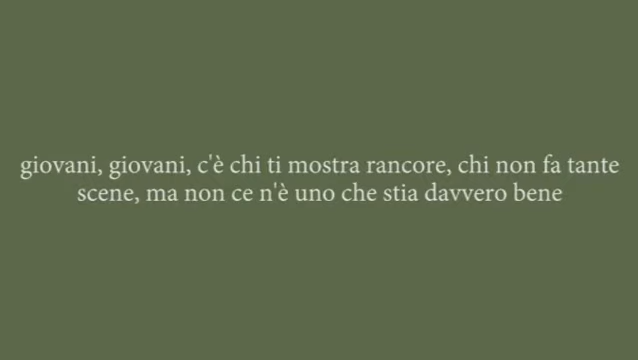 giovani, giovani, c'è chi ti mostra rancore, chi non fa tante
scene, ma non ce n'è uno che stia davvero bene